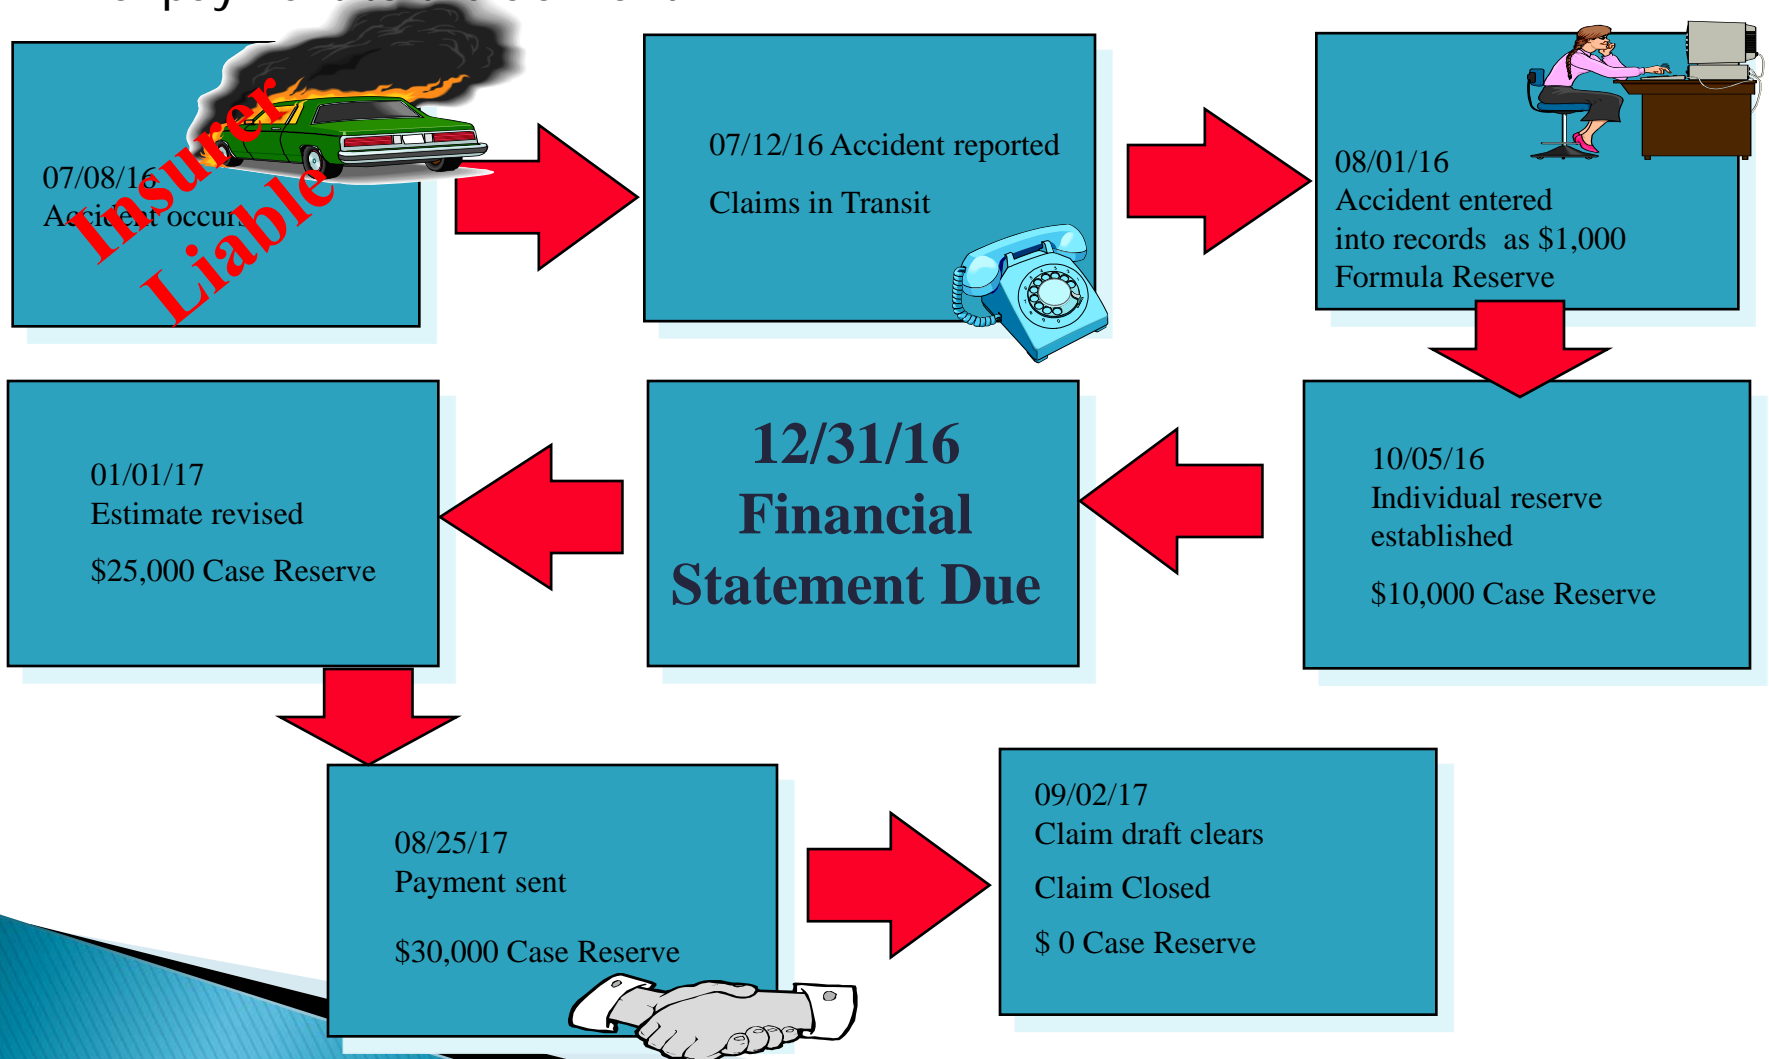 07/08/16
Accident occurs
Insurer
Liable
07/12/16 Accident reported
Claims in Transit
08/01/16
Accident entered
into records as $1,000
Formula Reserve
10/05/16
Individual reserve
established
$10,000 Case Reserve
12/31/16
Financial
Statement Due
01/01/17
Estimate revised
$25,000 Case Reserve
08/25/17
Payment sent
$30,000 Case Reserve
09/02/17
Claim draft clears
Claim Closed
$ 0 Case Reserve